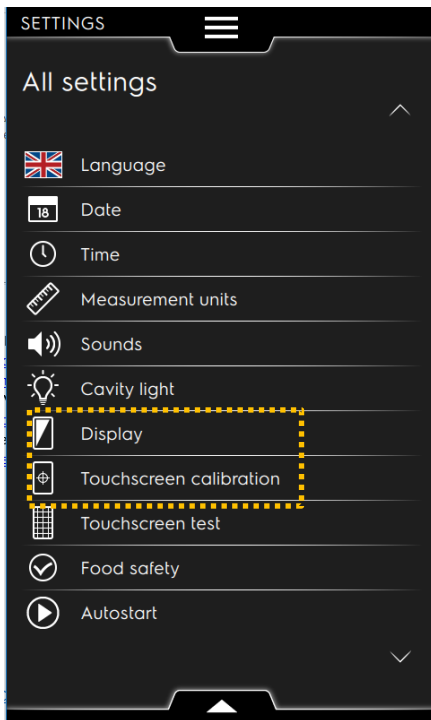 SETTINGS
All settings
Language
18 Date
Time
Measurement units
Sounds
Cavity light
Display
Touchscreen calibration
Touchscreen test
Food safety
Autostart